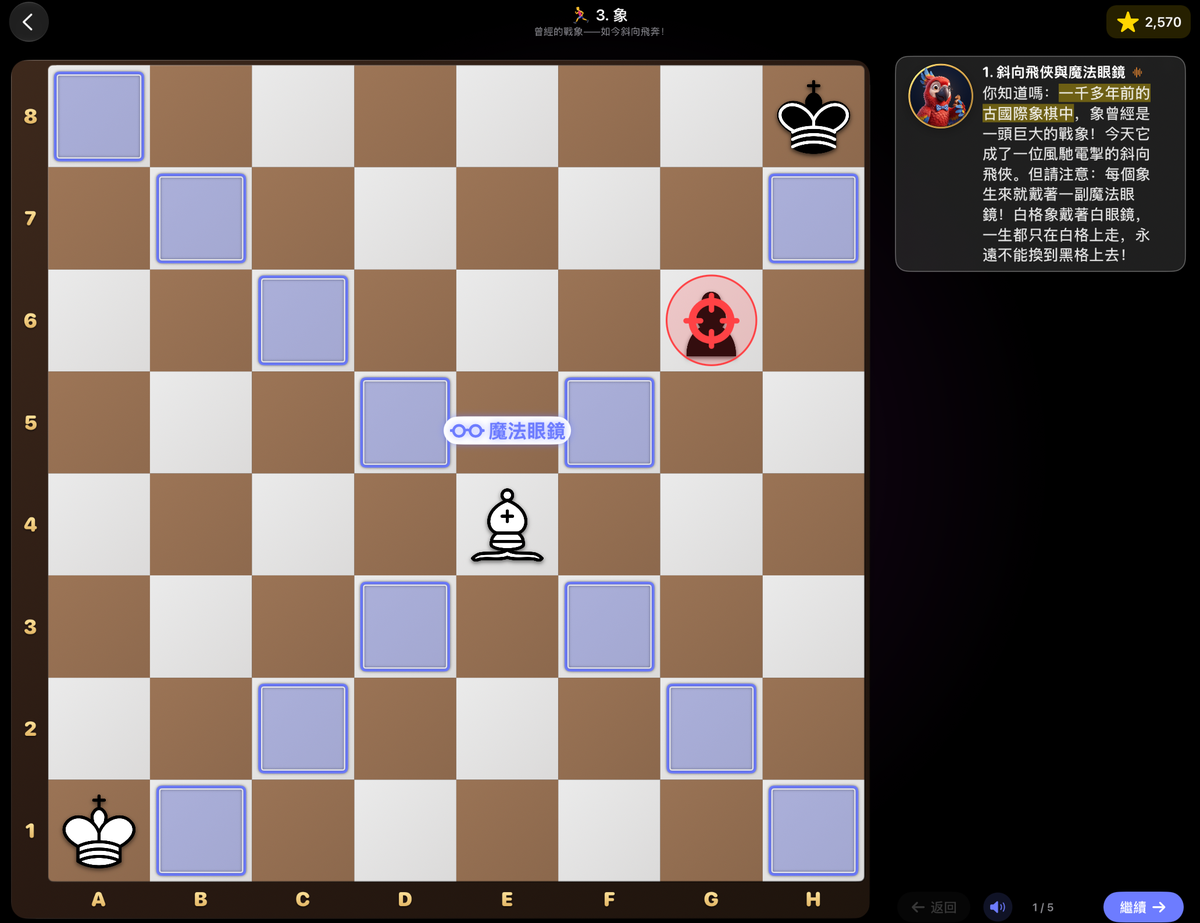 3. 象
曾經的戰象——如今斜向飛奔！
2,570
1. 斜向飛俠與魔法眼鏡
你知道嗎：一千多年前的
古國際象棋中，象曾經是
一頭巨大的戰象！今天它
成了一位風馳電掣的斜向
飛俠。但請注意：每個象
生來就戴著一副魔法眼
鏡！白格象戴著白眼鏡，
一生都只在白格上走，永
遠不能換到黑格上去！
8
7
6
5
魔法眼鏡
4
3
2
1
A B C D E F G H
返回
1 / 5
繼續